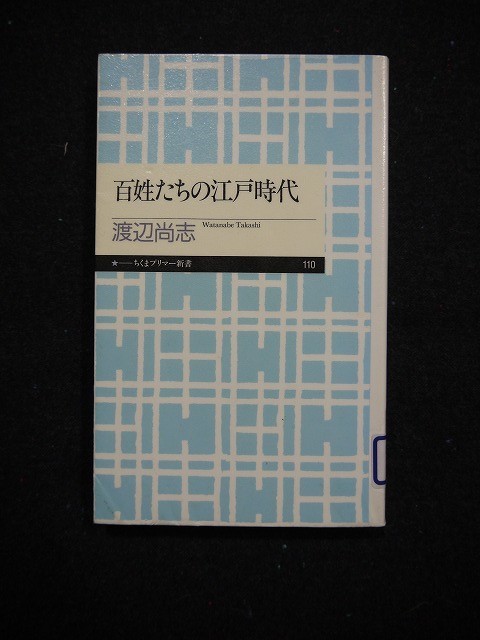 百姓たちの江戸時代
渡辺尚志 Watanabe Takashi
★――ちくまプリマー新書 110